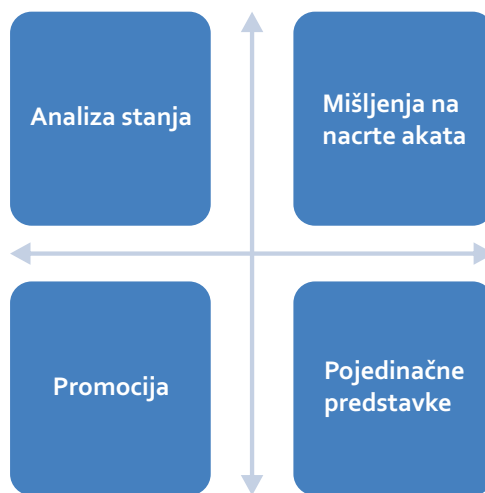 Analiza stanja
Mišljenja na
nacrte akata
Promocija
Pojedinačne
predstavke